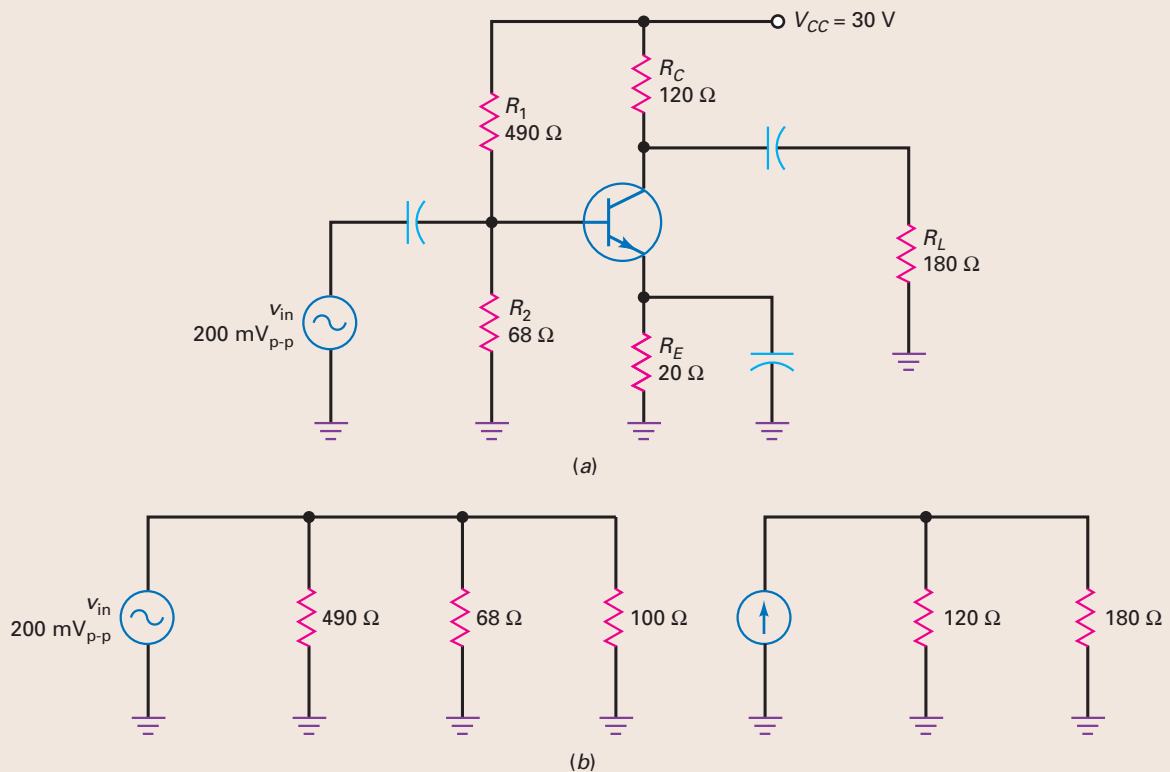 V_CC = 30 V
R_C
120 Ω
R_1
490 Ω
R_L
180 Ω
v_in
200 mV_p-p
R_2
68 Ω
R_E
20 Ω
(a)
v_in
200 mV_p-p
490 Ω
68 Ω
100 Ω
120 Ω
180 Ω
(b)